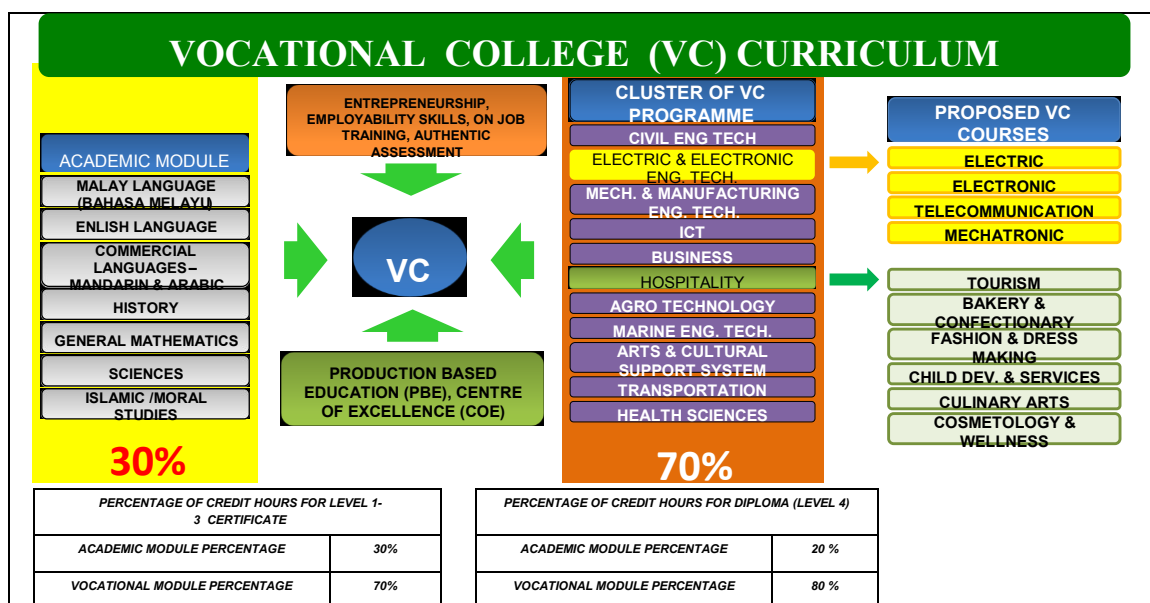 VOCATIONAL COLLEGE (VC) CURRICULUM
ACADEMIC MODULE
MALAY LANGUAGE
(BAHASA MELAYU)
ENLISH LANGUAGE
COMMERCIAL
LANGUAGES–
MANDARIN & ARABIC
HISTORY
GENERAL MATHEMATICS
SCIENCES
ISLAMIC /MORAL
STUDIES
30%
ENTREPRENEURSHIP,
EMPLOYABILITY SKILLS, ON JOB
TRAINING, AUTHENTIC
ASSESSMENT
VC
PRODUCTION BASED
EDUCATION (PBE), CENTRE
OF EXCELLENCE (COE)
CLUSTER OF VC
PROGRAMME
CIVIL ENG TECH
ELECTRIC & ELECTRONIC
ENG. TECH.
MECH. & MANUFACTURING
ENG. TECH.
ICT
BUSINESS
HOSPITALITY
AGRO TECHNOLOGY
MARINE ENG. TECH.
ARTS & CULTURAL
SUPPORT SYSTEM
TRANSPORTATION
HEALTH SCIENCES
70%
PROPOSED VC
COURSES
ELECTRIC
ELECTRONIC
TELECOMMUNICATION
MECHATRONIC
TOURISM
BAKERY &
CONFECTIONARY
FASHION & DRESS
MAKING
CHILD DEV. & SERVICES
CULINARY ARTS
COSMETOLOGY &
WELLNESS
PERCENTAGE OF CREDIT HOURS FOR LEVEL 1-
3 CERTIFICATE
ACADEMIC MODULE PERCENTAGE 30%
VOCATIONAL MODULE PERCENTAGE 70%
PERCENTAGE OF CREDIT HOURS FOR DIPLOMA (LEVEL 4)
ACADEMIC MODULE PERCENTAGE 20 %
VOCATIONAL MODULE PERCENTAGE 80 %